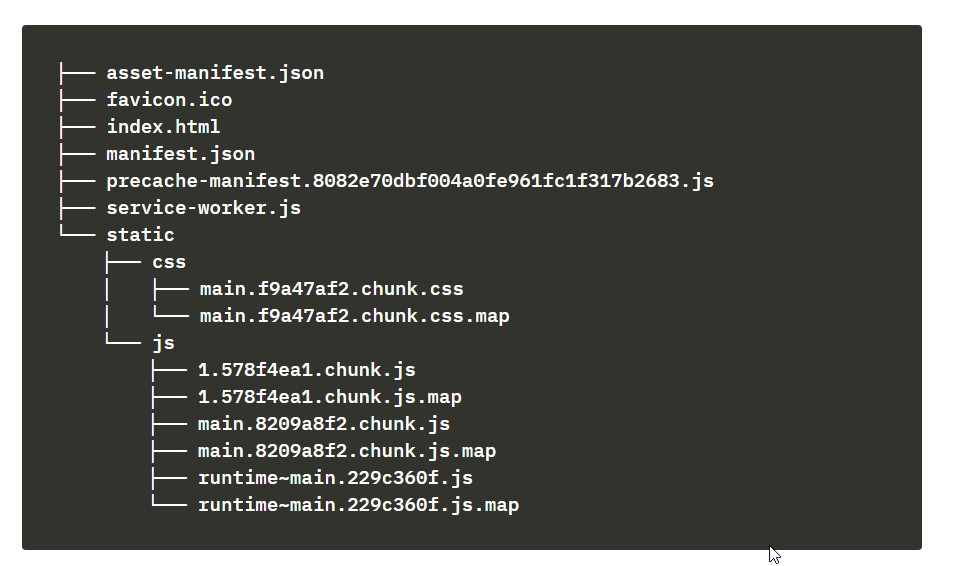 ├── asset-manifest.json
├── favicon.ico
├── index.html
├── manifest.json
├── precache-manifest.8082e70dbf004a0fe961fc1f317b2683.js
├── service-worker.js
└── static
    ├── css
    │   ├── main.f9a47af2.chunk.css
    │   └── main.f9a47af2.chunk.css.map
    └── js
        ├── 1.578f4ea1.chunk.js
        ├── 1.578f4ea1.chunk.js.map
        ├── main.8209a8f2.chunk.js
        ├── main.8209a8f2.chunk.js.map
        ├── runtime~main.229c360f.js
        └── runtime~main.229c360f.js.map